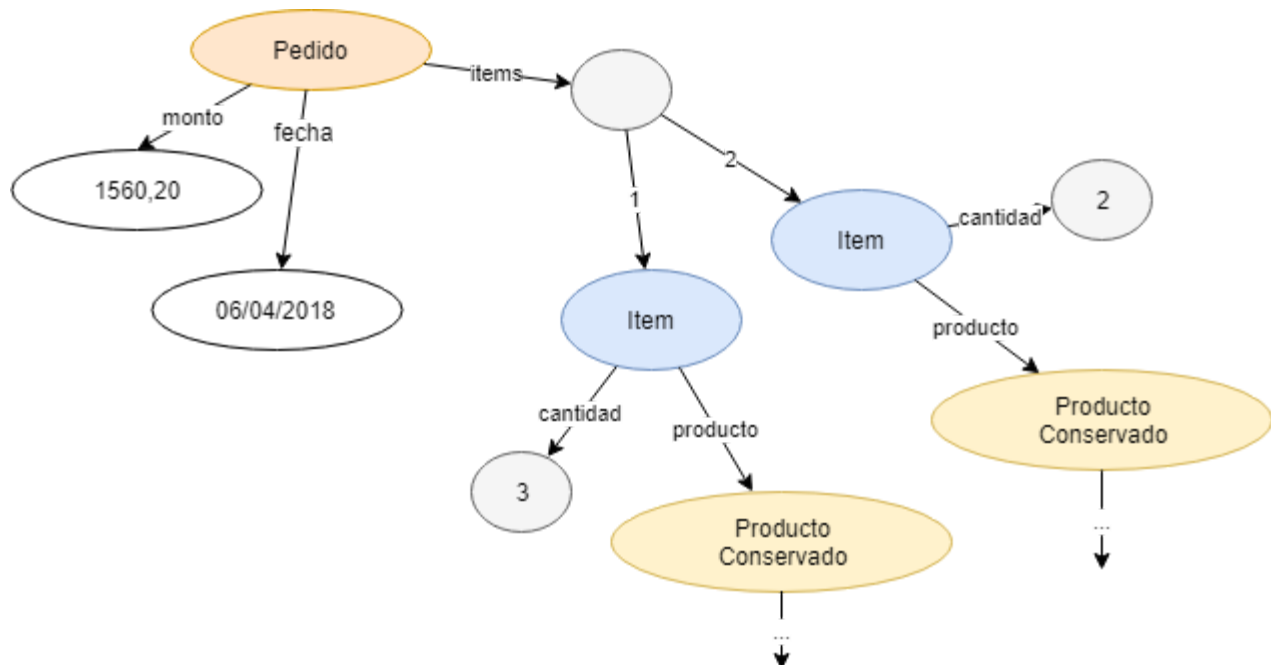 Pedido
items
monto
fecha
1560,20
2
1
cantidad
2
Item
06/04/2018
Item
producto
cantidad
producto
Producto
Conservado
3
Producto
Conservado
...
...